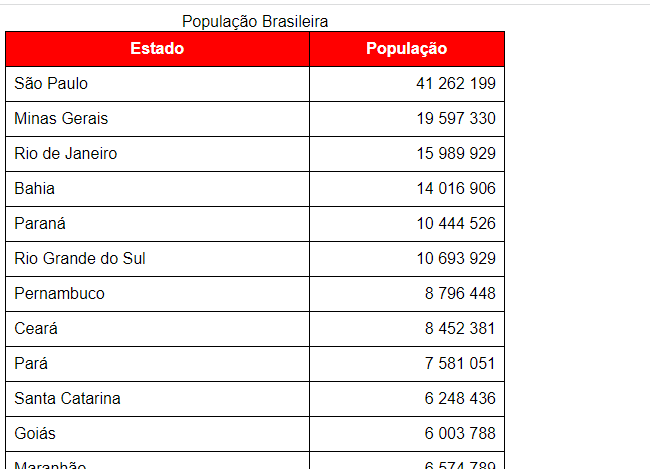 População Brasileira
Estado População
São Paulo 41 262 199
Minas Gerais 19 597 330
Rio de Janeiro 15 989 929
Bahia 14 016 906
Paraná 10 444 526
Rio Grande do Sul 10 693 929
Pernambuco 8 796 448
Ceará 8 452 381
Pará 7 581 051
Santa Catarina 6 248 436
Goiás 6 003 788
Maranhão 6 574 789